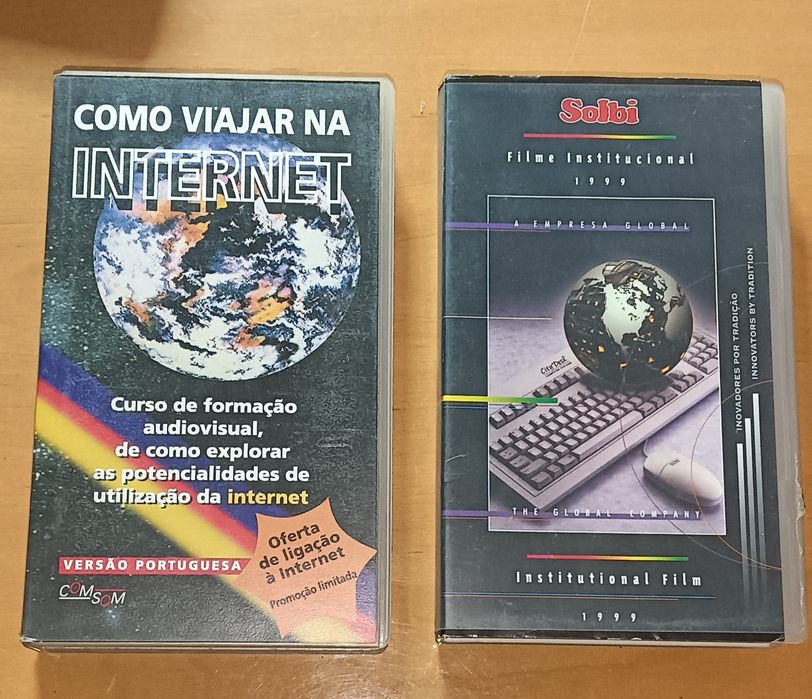 COMO VIAJAR NA
INTERNET
Curso de formação
audiovisual,
de como explorar
as potencialidades de
utilização da internet
Oferta
de ligação
à Internet
Promoção limitada
VERSÃO PORTUGUESA
COMSOM
Solbi
Filme Institucional
1999
A EMPRESA GLOBAL
City Desk
THE GLOBAL COMPANY
INOVADORES POR TRADIÇÃO
INNOVATORS BY TRADITION
Institutional Film
1999